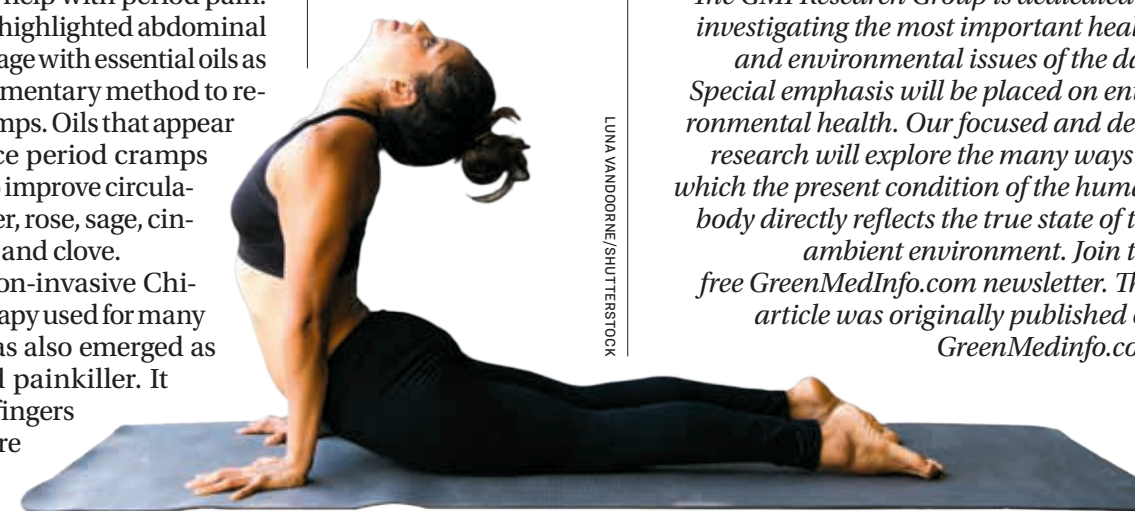 help with period pain.
highlighted abdominal
age with essential oils as
mentary method to re-
mps. Oils that appear
ce period cramps
improve circula-
er, rose, sage, cin-
and clove.
on-invasive Chi-
apy used for many
as also emerged as
l painkiller. It
fingers
re
LUNA VANDOORNE/SHUTTERSTOCK
The GMI Research Group is dedicated
investigating the most important heal
and environmental issues of the da
Special emphasis will be placed on en
ronmental health. Our focused and de
research will explore the many ways
which the present condition of the huma
body directly reflects the true state of t
ambient environment. Join t
free GreenMedInfo.com newsletter. Th
article was originally published
GreenMedinfo.co